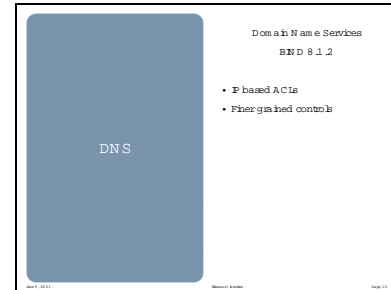 DNS
Domain Name Services
BIND 8.1.2
• IP based ACLs
• Finer grained controls